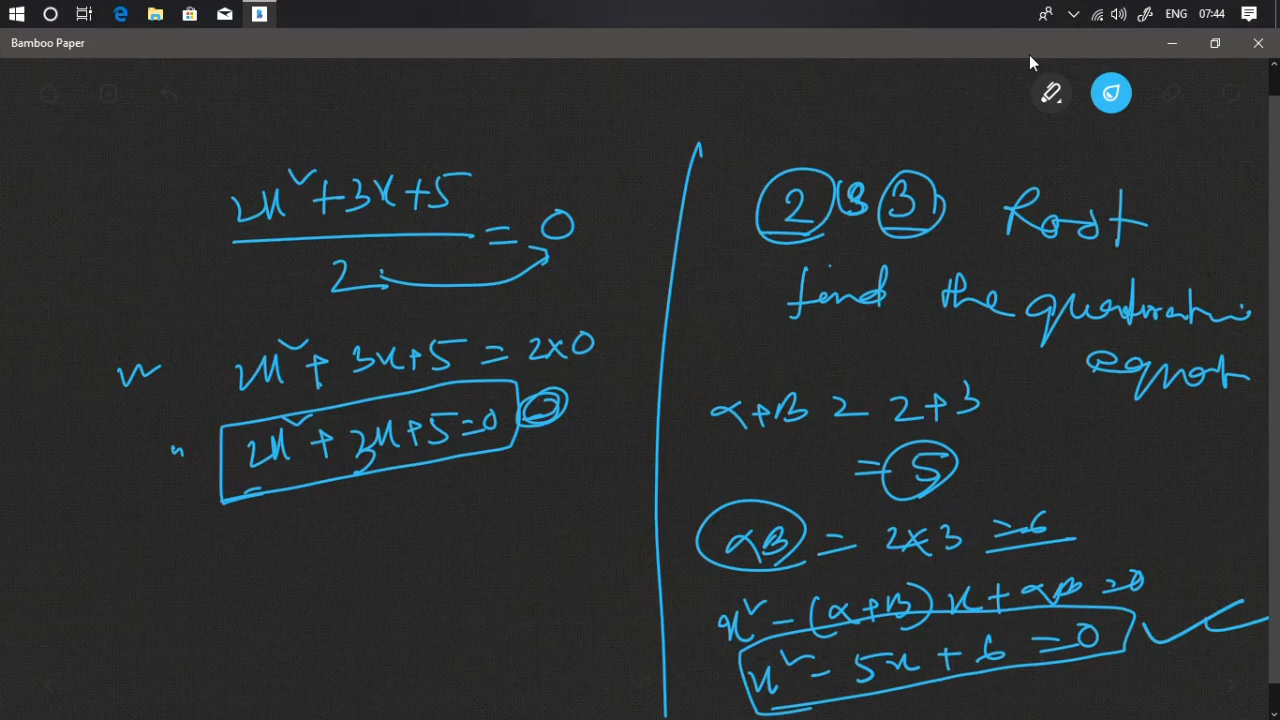 ENG 07:44
Bamboo Paper
2x² + 3x + 5
= 0
2
2x² + 3x + 5 = 2 x 0
2x² + 3x + 5 = 0
2 & 3 Root
find the quadratic
equat
α + β = 2 + 3
= 5
αβ = 2 x 3 = 6
x² - (α + β) x + αβ = 0
x² - 5x + 6 = 0